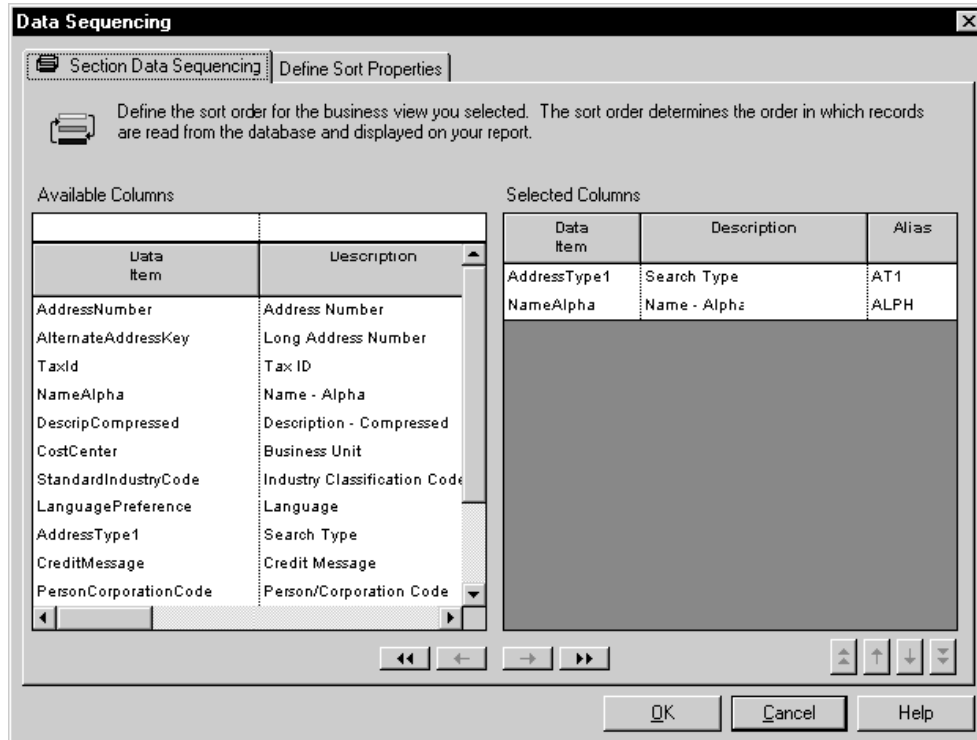 Data Sequencing
Section Data Sequencing
Define Sort Properties
Define the sort order for the business view you selected. The sort order determines the order in which records
are read from the database and displayed on your report.
Available Columns
Data Item Description
AddressNumber Address Number
AlternateAddressKey Long Address Number
TaxId Tax ID
NameAlpha Name - Alpha
DescripCompressed Description - Compressed
CostCenter Business Unit
StandardIndustryCode Industry Classification Code
LanguagePreference Language
AddressType1 Search Type
CreditMessage Credit Message
PersonCorporationCode Person/Corporation Code
Selected Columns
Data Item Description Alias
AddressType1 Search Type AT1
NameAlpha Name - Alpha ALPH
OK
Cancel
Help